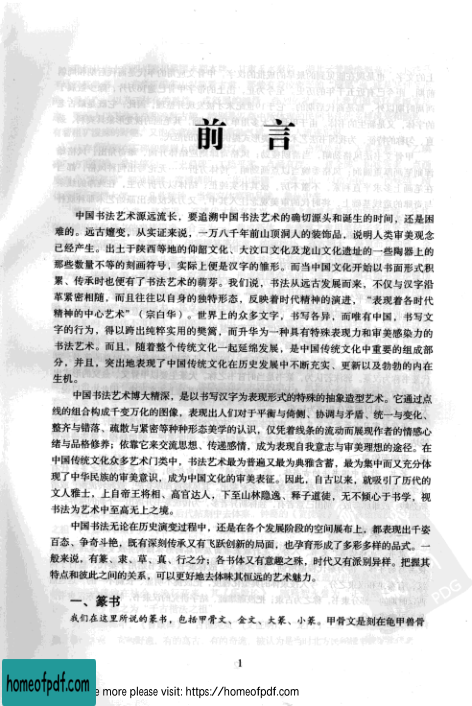 前言
中国书法艺术源远流长，要追溯中国书法艺术的确切源头和诞生的时间，还是困
难的。远古嬗变，从实证来说，一万八千年前山顶洞人的装饰品，说明人类审美观念
已经产生。出土于陕西等地的仰韶文化、大汶口文化及龙山文化遗址的一些陶器上的
那些数量不等的刻画符号，实际上便是汉字的雏形。而当中国文化开始以书面形式积
累、传承时也便有了书法艺术的萌芽。我们说，书法从远古发展而来，不仅与汉字沿
革紧密相随，而且往往以自身的独特形态，反映着时代精神的演进，“表现着各时代
精神的中心艺术”（宗白华）。世界上的众多文字，书写各异，而唯有中国，书写文
字的行为，得以跨出纯粹实用的樊篱，而升华为一种具有特殊表现力和审美感染力的
书法艺术。而且，随着整个传统文化一起延绵发展，是中国传统文化中重要的组成部
分，并且，突出地表现了中国传统文化在历史发展中不断充实、更新以及勃勃的内在
生机。
中国书法艺术博大精深，是以书写汉字为表现形式的特殊的抽象造型艺术。它通过点
线的组合构成千变万化的图像，表现出人们对于平衡与倚侧、协调与矛盾、统一与变化、
整齐与错落、疏散与紧密等种种形态美学的认识，仅凭着线条的流动而展现作者的情感心
绪与品格修养；依靠它来交流思想、传递感情，成为表现自我意志与审美理想的途径。在
中国传统文化众多艺术门类中，书法艺术最为普遍又最为典雅含蓄，最为集中而又充分体
现了中华民族的审美意识，成为中国文化的审美表征。因此，自古以来，就吸引了历代的
文人雅士，上自帝王将相、高官达人，下至山林隐逸、释子道徒，无不倾心于书学，视
书法为艺术中至高无上之境。
中国书法无论在历史演变过程中，还是在各个发展阶段的空间展布上，都表现出千姿
百态、争奇斗艳，既有深刻传承又有飞跃创新的局面，也孕育形成了多彩多样的品式。一
般来说，有篆、隶、草、真、行之分；各书体又有意趣之殊，时代又有派别异样。把握其
特点和彼此之间的关系，可以更好地去体味其恒远的艺术魅力。
一、篆书
我们在这里所说的篆书，包括甲骨文、金文、大篆、小篆。甲骨文是刻在龟甲兽骨
1
homeofpdf.com
e more please visit: https://homeofpdf.com